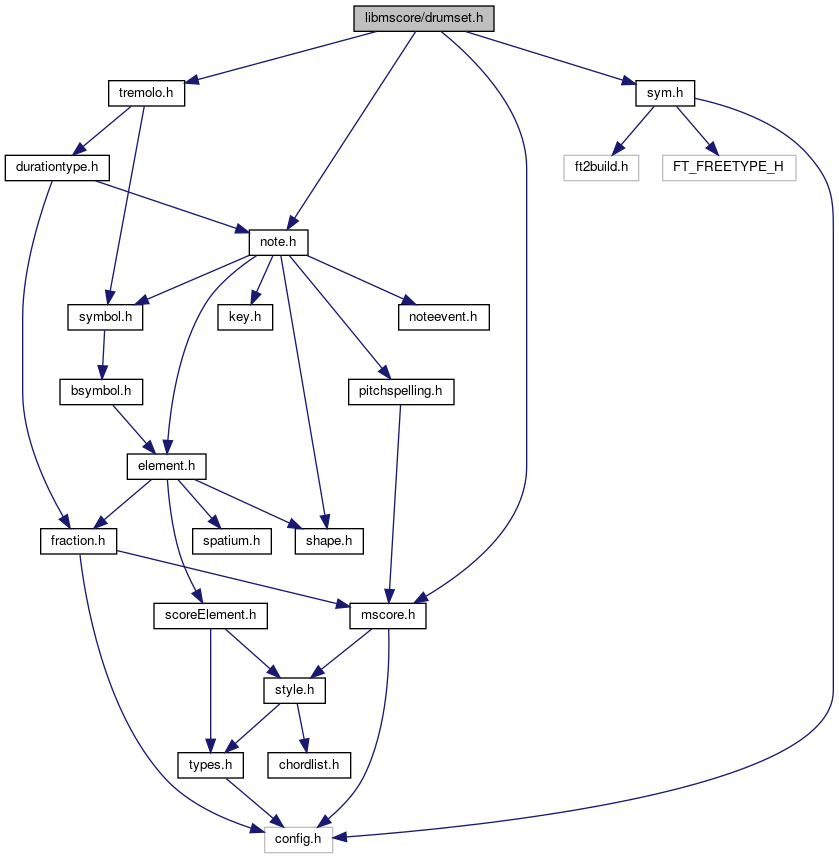 libmscore/drumset.h
tremolo.h
sym.h
durationtype.h
ft2build.h
FT_FREETYPE_H
note.h
symbol.h
key.h
noteevent.h
bsymbol.h
pitchspelling.h
element.h
fraction.h
spatium.h
shape.h
scoreElement.h
mscore.h
style.h
types.h
chordlist.h
config.h